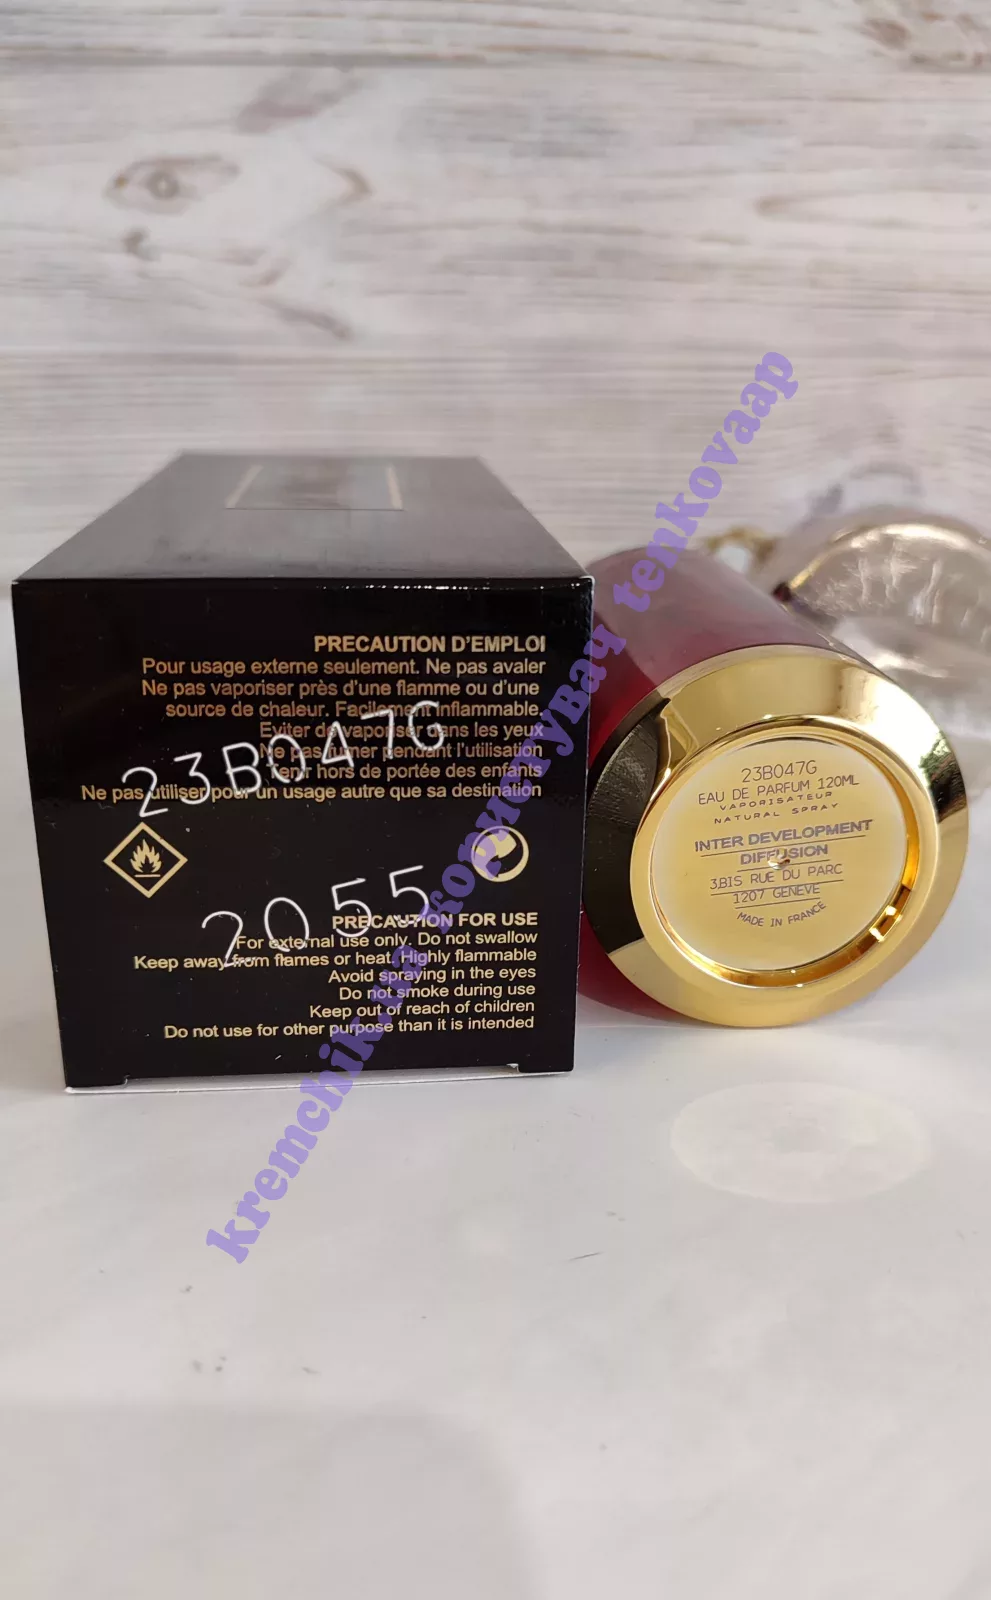 PRECAUTION D'EMPLOI
Pour usage externe seulement. Ne pas avaler
Ne pas vaporiser près d'une flamme ou d'une
source de chaleur. Facilement inflammable.
Eviter de vaporiser dans les yeux
Ne pas fumer pendant l'utilisation
Tenir hors de portée des enfants
Ne pas utiliser pour un usage autre que sa destination
23B047G
2055
PRECAUTION FOR USE
For external use only. Do not swallow
Keep away from flames or heat. Highly flammable
Avoid spraying in the eyes
Do not smoke during use
Keep out of reach of children
Do not use for other purpose than it is intended
23B047G
EAU DE PARFUM 120ML
VAPORISATEUR
NATURAL SPRAY
INTER DEVELOPMENT
DIFFUSION
3,BIS RUE DU PARC
1207 GENEVE
MADE IN FRANCE
kremchik.ua користувач tenkovaap